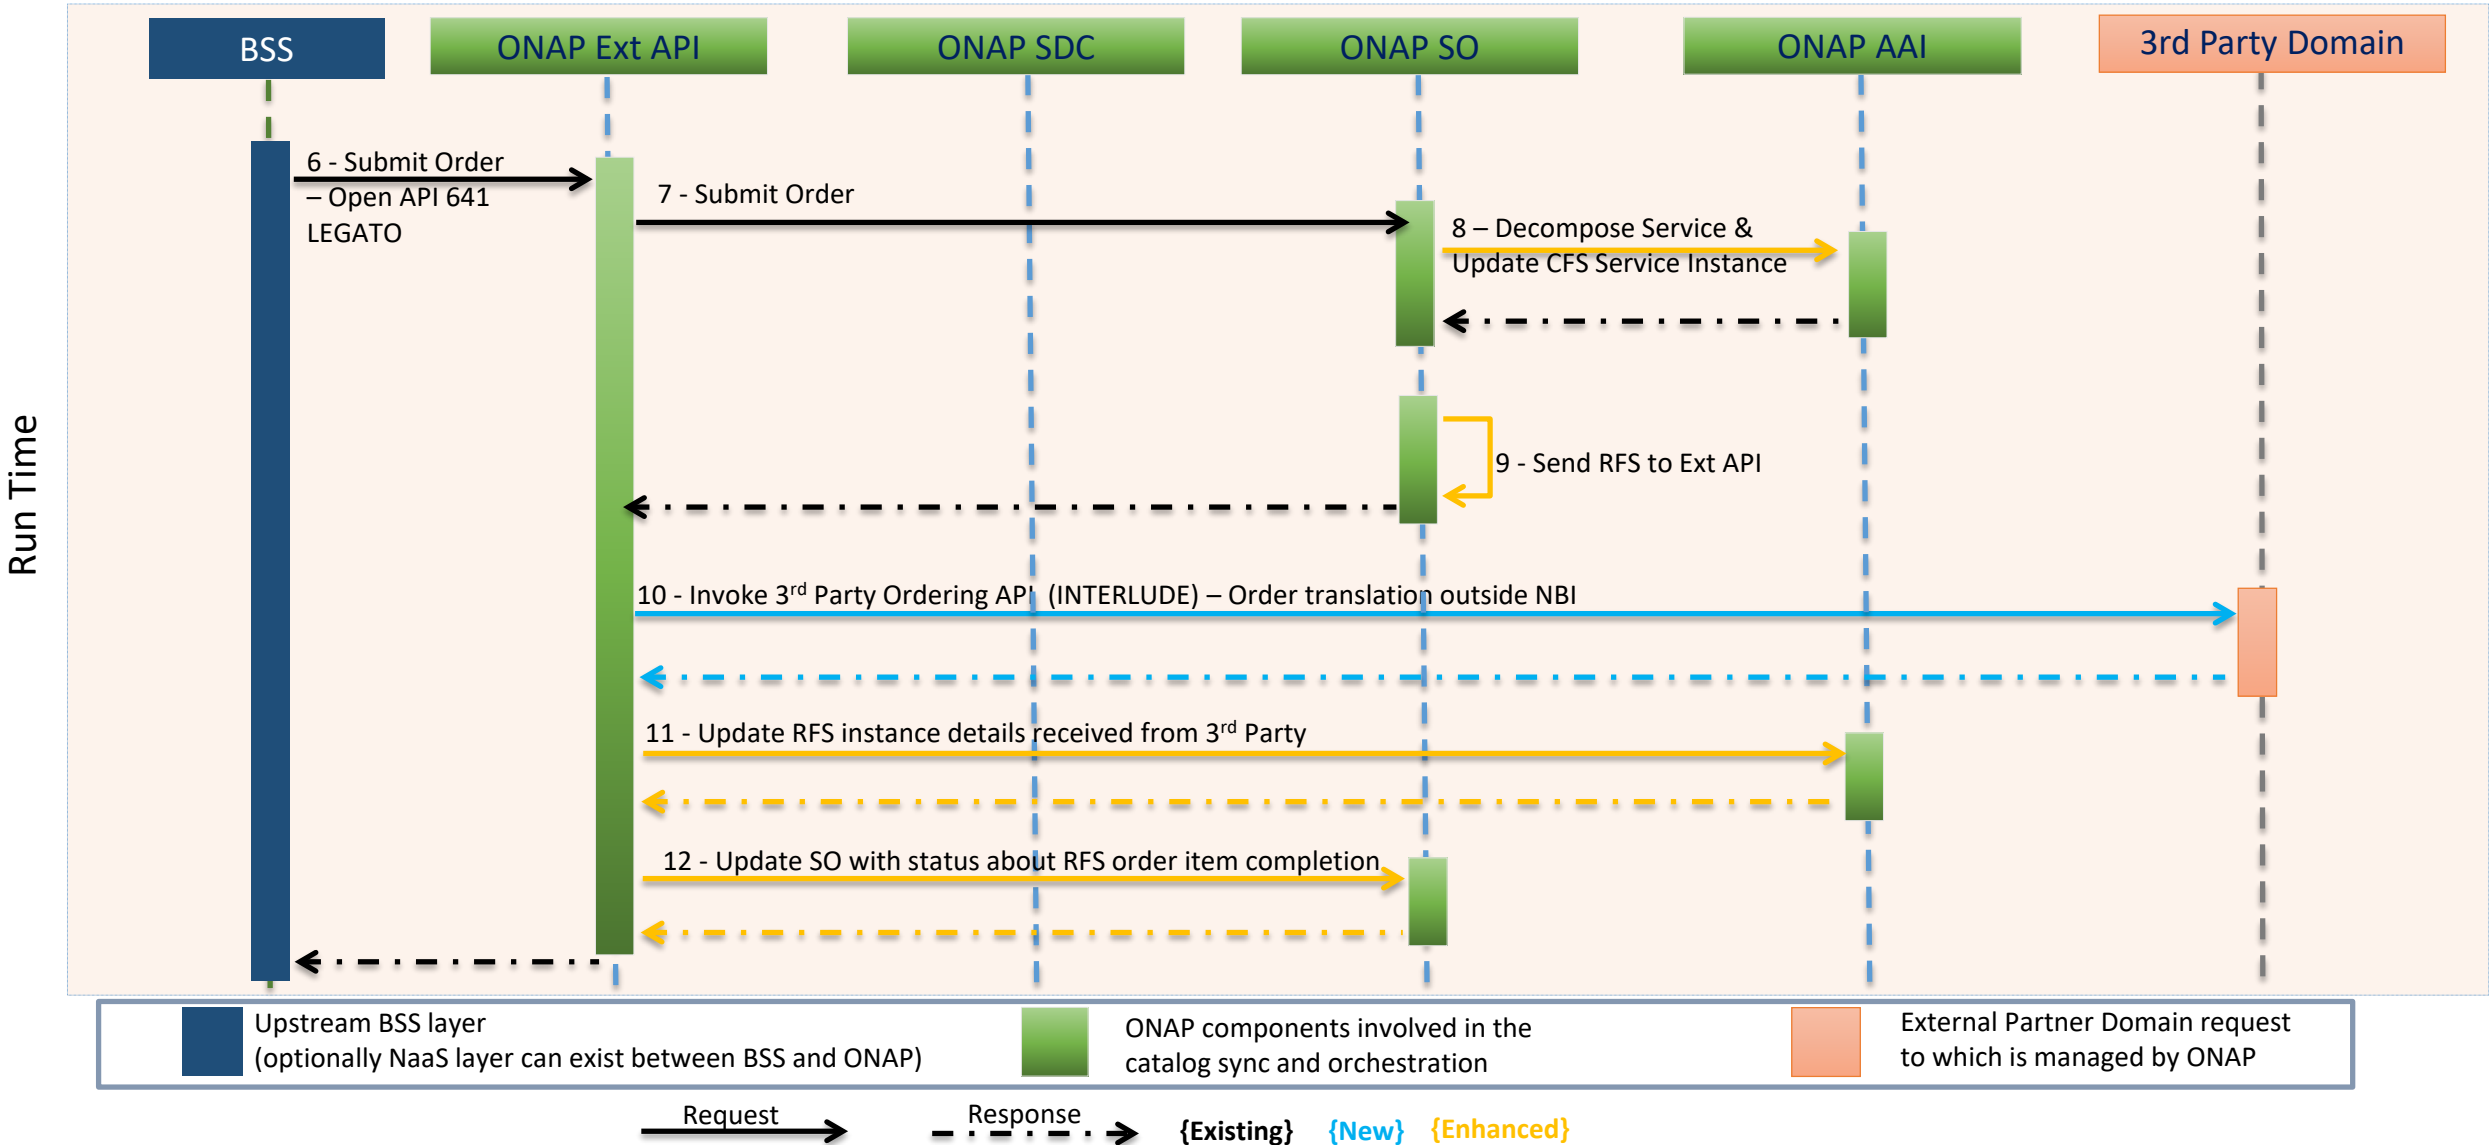 BSS
ONAP Ext API
ONAP SDC
ONAP SO
ONAP AAI
3rd Party Domain
Run Time
6 - Submit Order
– Open API 641
LEGATO
7 - Submit Order
8 – Decompose Service &
Update CFS Service Instance
9 - Send RFS to Ext API
10 - Invoke 3rd Party Ordering API (INTERLUDE) – Order translation outside NBI
11 - Update RFS instance details received from 3rd Party
12 - Update SO with status about RFS order item completion
Upstream BSS layer
(optionally NaaS layer can exist between BSS and ONAP)
ONAP components involved in the
catalog sync and orchestration
External Partner Domain request
to which is managed by ONAP
Request
Response
{Existing}
{New}
{Enhanced}